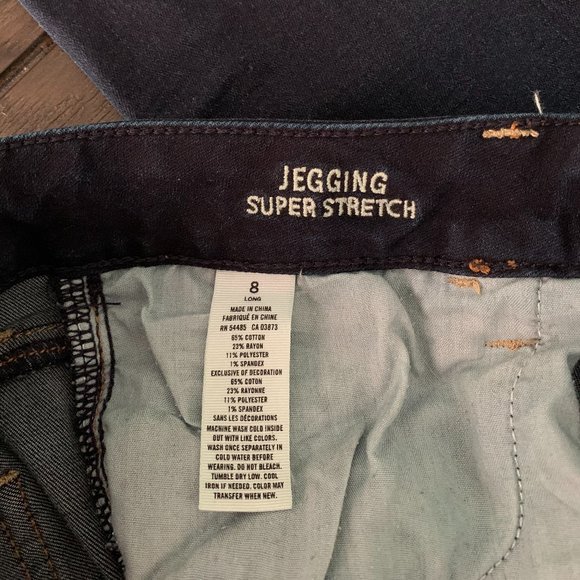 JEGGING
SUPER STRETCH
8
LONG
MADE IN CHINA
FABRIQUÉ EN CHINE
RN 54485 CA 03873
65% COTTON
23% RAYON
11% POLYESTER
1% SPANDEX
EXCLUSIVE OF DECORATION
65% COTON
23% RAYONNE
11% POLYESTER
1% SPANDEX
SANS LES DÉCORATIONS
MACHINE WASH COLD INSIDE
OUT WITH LIKE COLORS.
WASH ONCE SEPARATELY IN
COLD WATER BEFORE
WEARING. DO NOT BLEACH.
TUMBLE DRY LOW. COOL
IRON IF NEEDED. COLOR MAY
TRANSFER WHEN NEW.